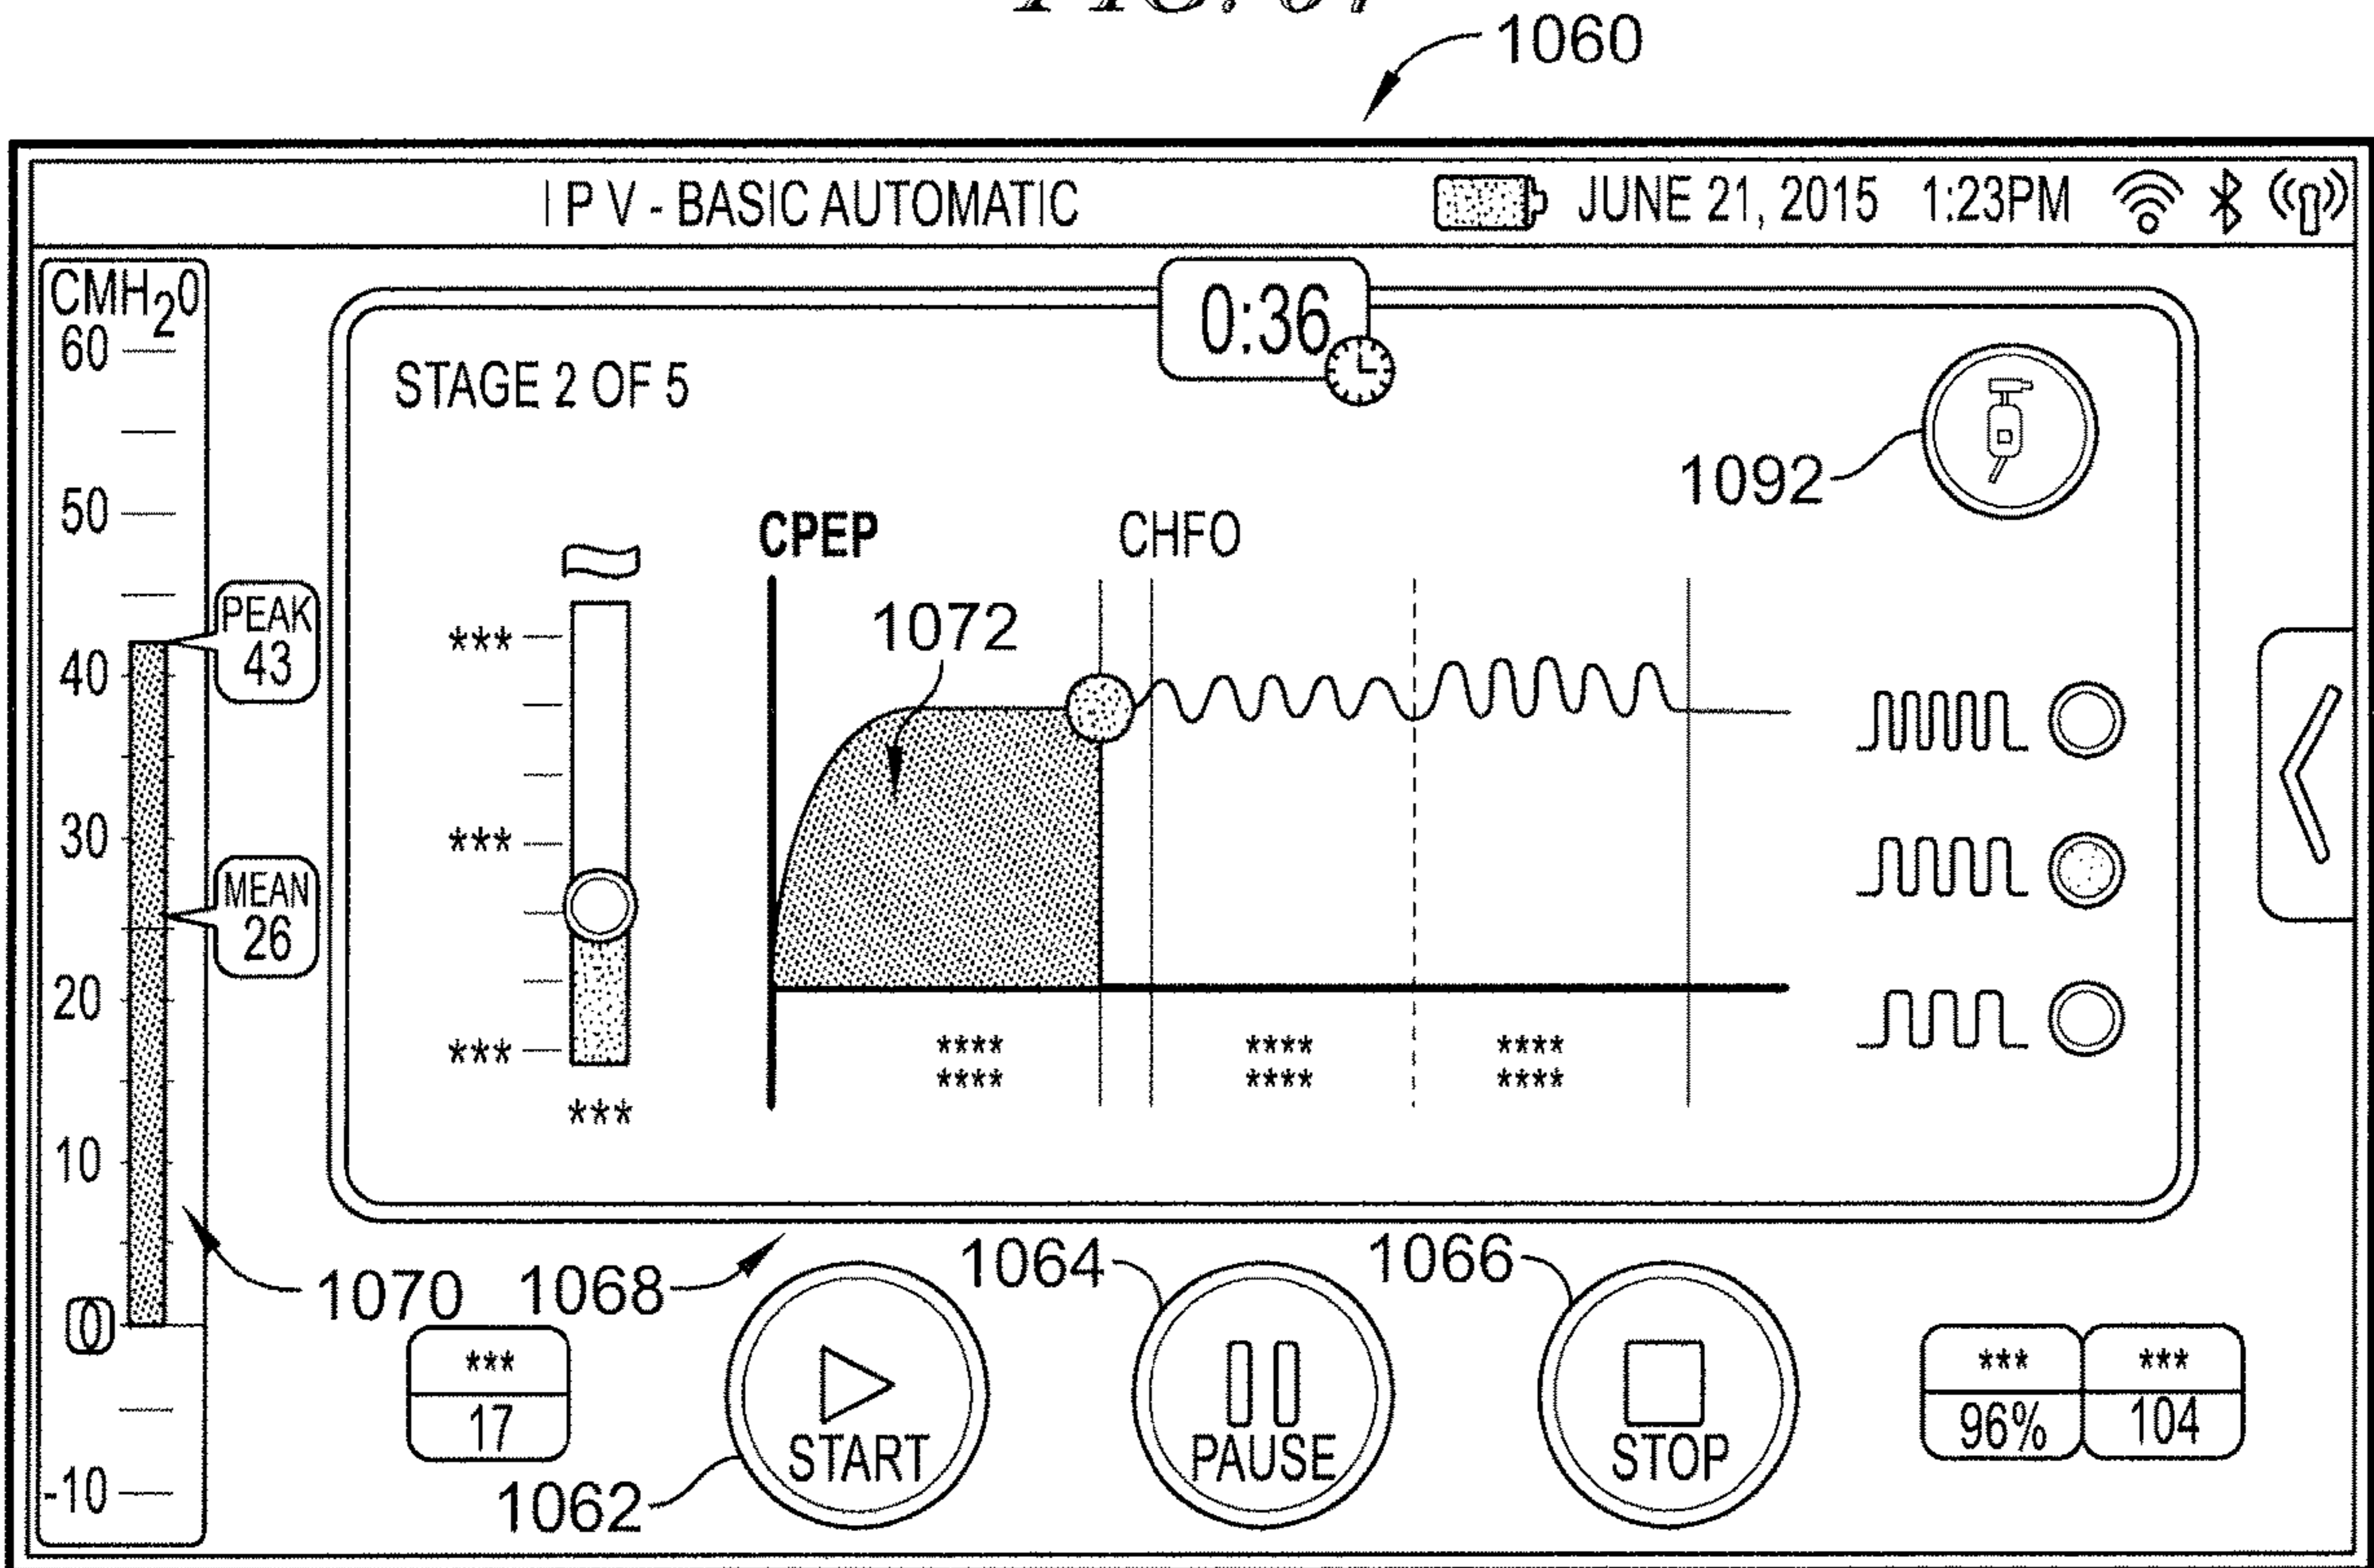 1060
I P V - BASIC AUTOMATIC
JUNE 21, 2015 1:23PM
CMH20
0:36
60
STAGE 2 OF 5
1092
50
CPEP CHFO
PEAK
43
1072
***
40
30
***
MEAN
26
20
***
**** **** ****
**** **** ****
***
10
1070
1068
1064
1066
0
***
17
START
PAUSE
STOP
*** ***
96% 104
-10
1062